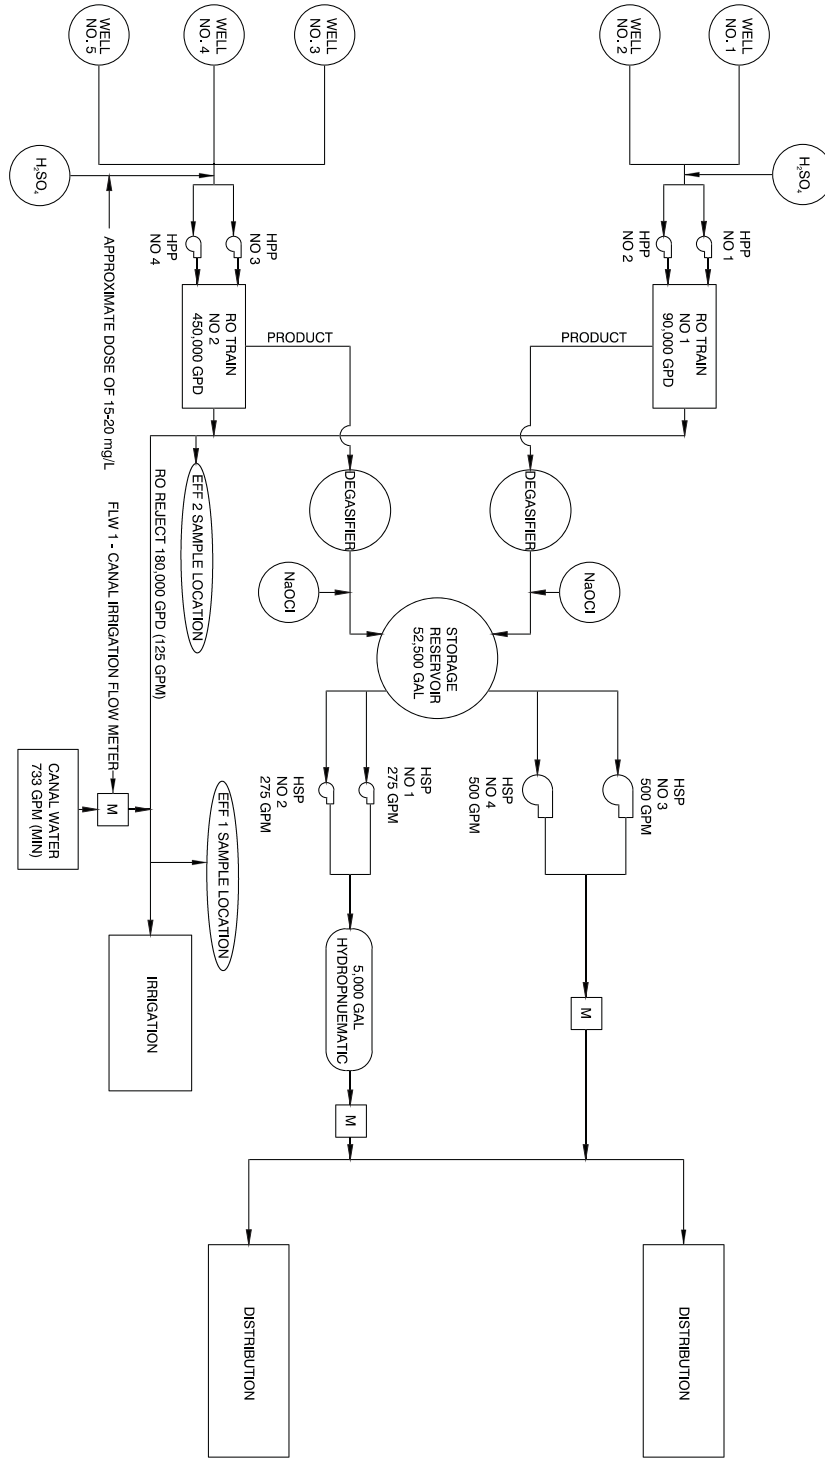 WELL
NO. 1
WELL
NO. 2
WELL
NO. 3
WELL
NO. 4
WELL
NO. 5
H₂SO₄
H₂SO₄
HPP
NO 1
HPP
NO 2
HPP
NO 3
HPP
NO 4
RO TRAIN
NO 1
90,000 GPD
RO TRAIN
NO 2
450,000 GPD
PRODUCT
PRODUCT
APPROXIMATE DOSE OF 15-20 mg/L
DEGASIFIER
DEGASIFIER
EFF 2 SAMPLE LOCATION
RO REJECT 180,000 GPD (125 GPM)
FLW 1 - CANAL IRRIGATION FLOW METER
NaOCl
NaOCl
STORAGE
RESERVOIR
52,500 GAL
HSP
NO 3
500 GPM
HSP
NO 4
500 GPM
HSP
NO 1
275 GPM
HSP
NO 2
275 GPM
CANAL WATER
733 GPM (MIN)
M
EFF 1 SAMPLE LOCATION
IRRIGATION
5,000 GAL
HYDROPNUEMATIC
M
M
DISTRIBUTION
DISTRIBUTION